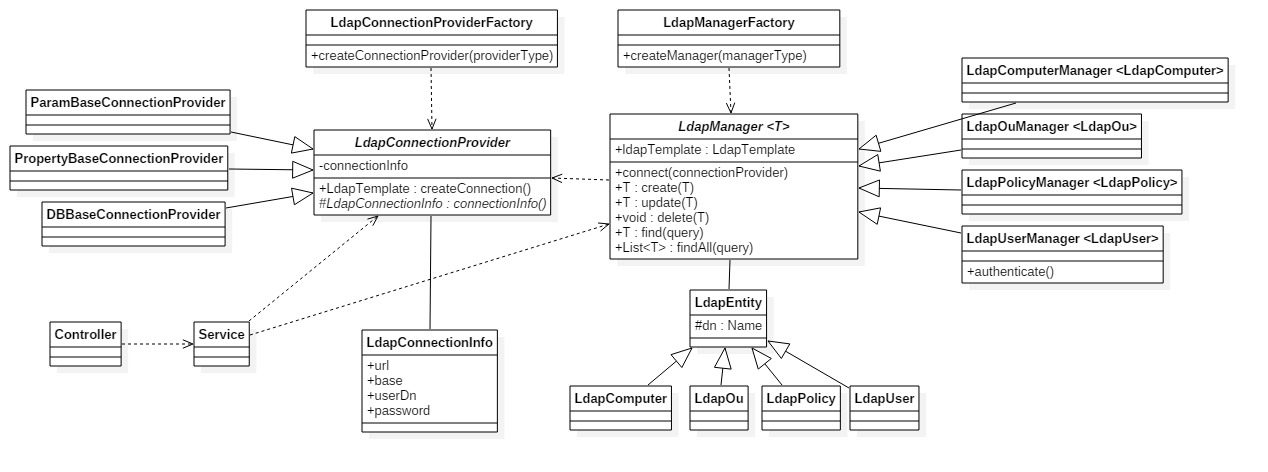 LdapConnectionProviderFactory
+createConnectionProvider(providerType)
LdapManagerFactory
+createManager(managerType)
ParamBaseConnectionProvider
PropertyBaseConnectionProvider
DBBaseConnectionProvider
LdapConnectionProvider
-connectionInfo
+LdapTemplate : createConnection()
#LdapConnectionInfo : connectionInfo()
LdapManager <T>
+ldapTemplate : LdapTemplate
+connect(connectionProvider)
+T : create(T)
+T : update(T)
+void : delete(T)
+T : find(query)
+List<T> : findAll(query)
LdapComputerManager <LdapComputer>
LdapOuManager <LdapOu>
LdapPolicyManager <LdapPolicy>
LdapUserManager <LdapUser>
+authenticate()
Controller
Service
LdapConnectionInfo
+url
+base
+userDn
+password
LdapEntity
#dn : Name
LdapComputer
LdapOu
LdapPolicy
LdapUser